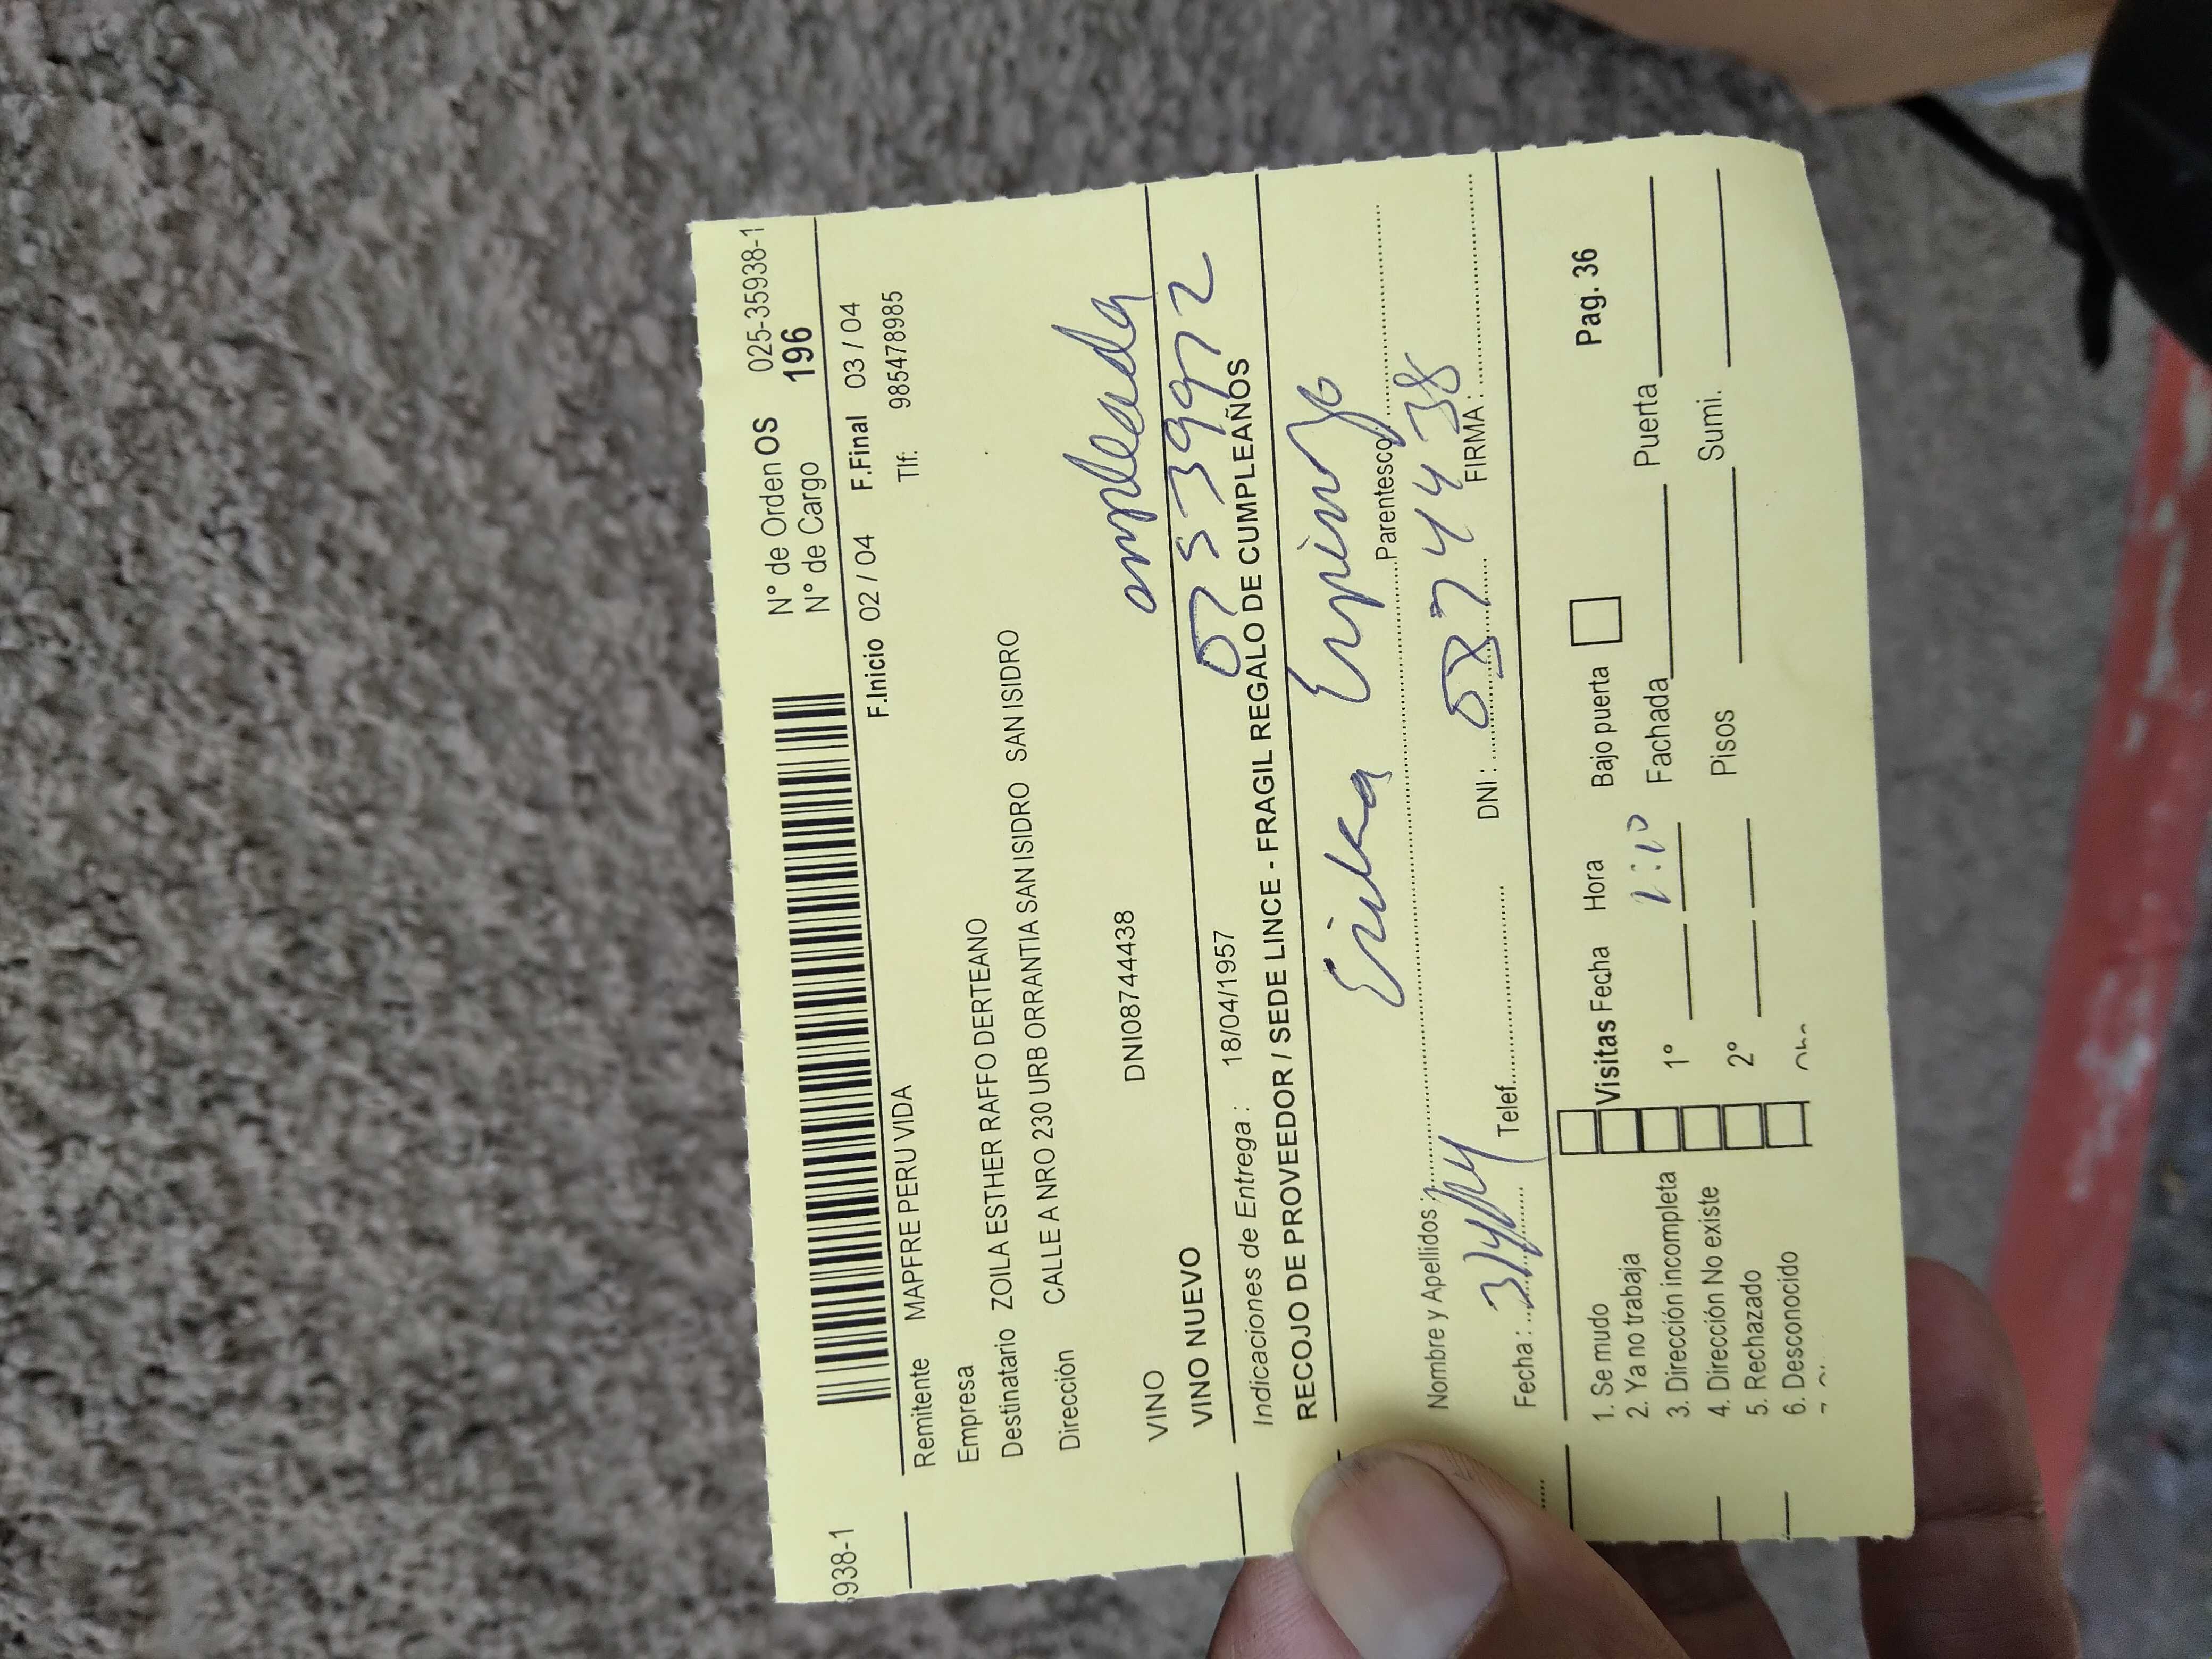 938-1
Nº de Orden OS 025-35938-1
Nº de Cargo 196
F.Inicio 02 / 04 F.Final 03 / 04
Remitente MAPFRE PERU VIDA
Tlf: 985478985
Empresa
Destinatario ZOILA ESTHER RAFFO DERTEANO
Dirección CALLE A NRO 230 URB ORRANTIA SAN ISIDRO SAN ISIDRO
empleada
VINO DNI08744438
VINO NUEVO
Indicaciones de Entrega : 18/04/1957
RECOJO DE PROVEEDOR / SEDE LINCE - FRAGIL REGALO DE CUMPLEAÑOS
Erika
Nombre y Apellidos : Parentesco
Fecha : Telef. DNI : 08744438 FIRMA :
1. Se mudo Visitas Fecha Hora Bajo puerta Pag. 36
2. Ya no trabaja 1º 1:10 Fachada Puerta
3. Dirección incompleta 2º Pisos Sumi.
4. Dirección No existe
5. Rechazado
6. Desconocido